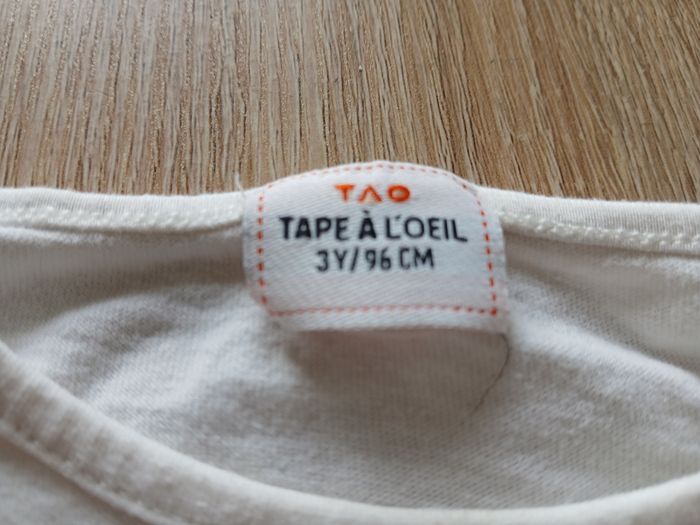 TAO
TAPE À L'OEIL
3Y/96 CM